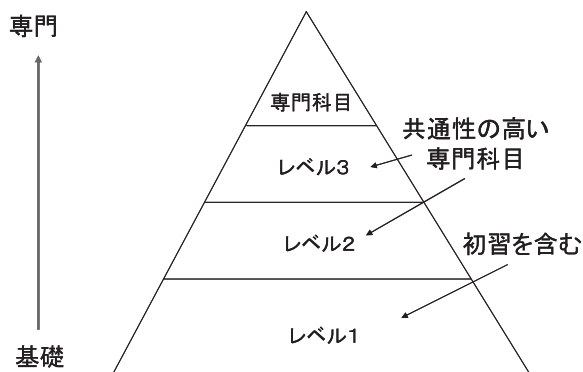 専門
専門科目
共通性の高い
専門科目
レベル3
レベル2
初習を含む
レベル1
基礎